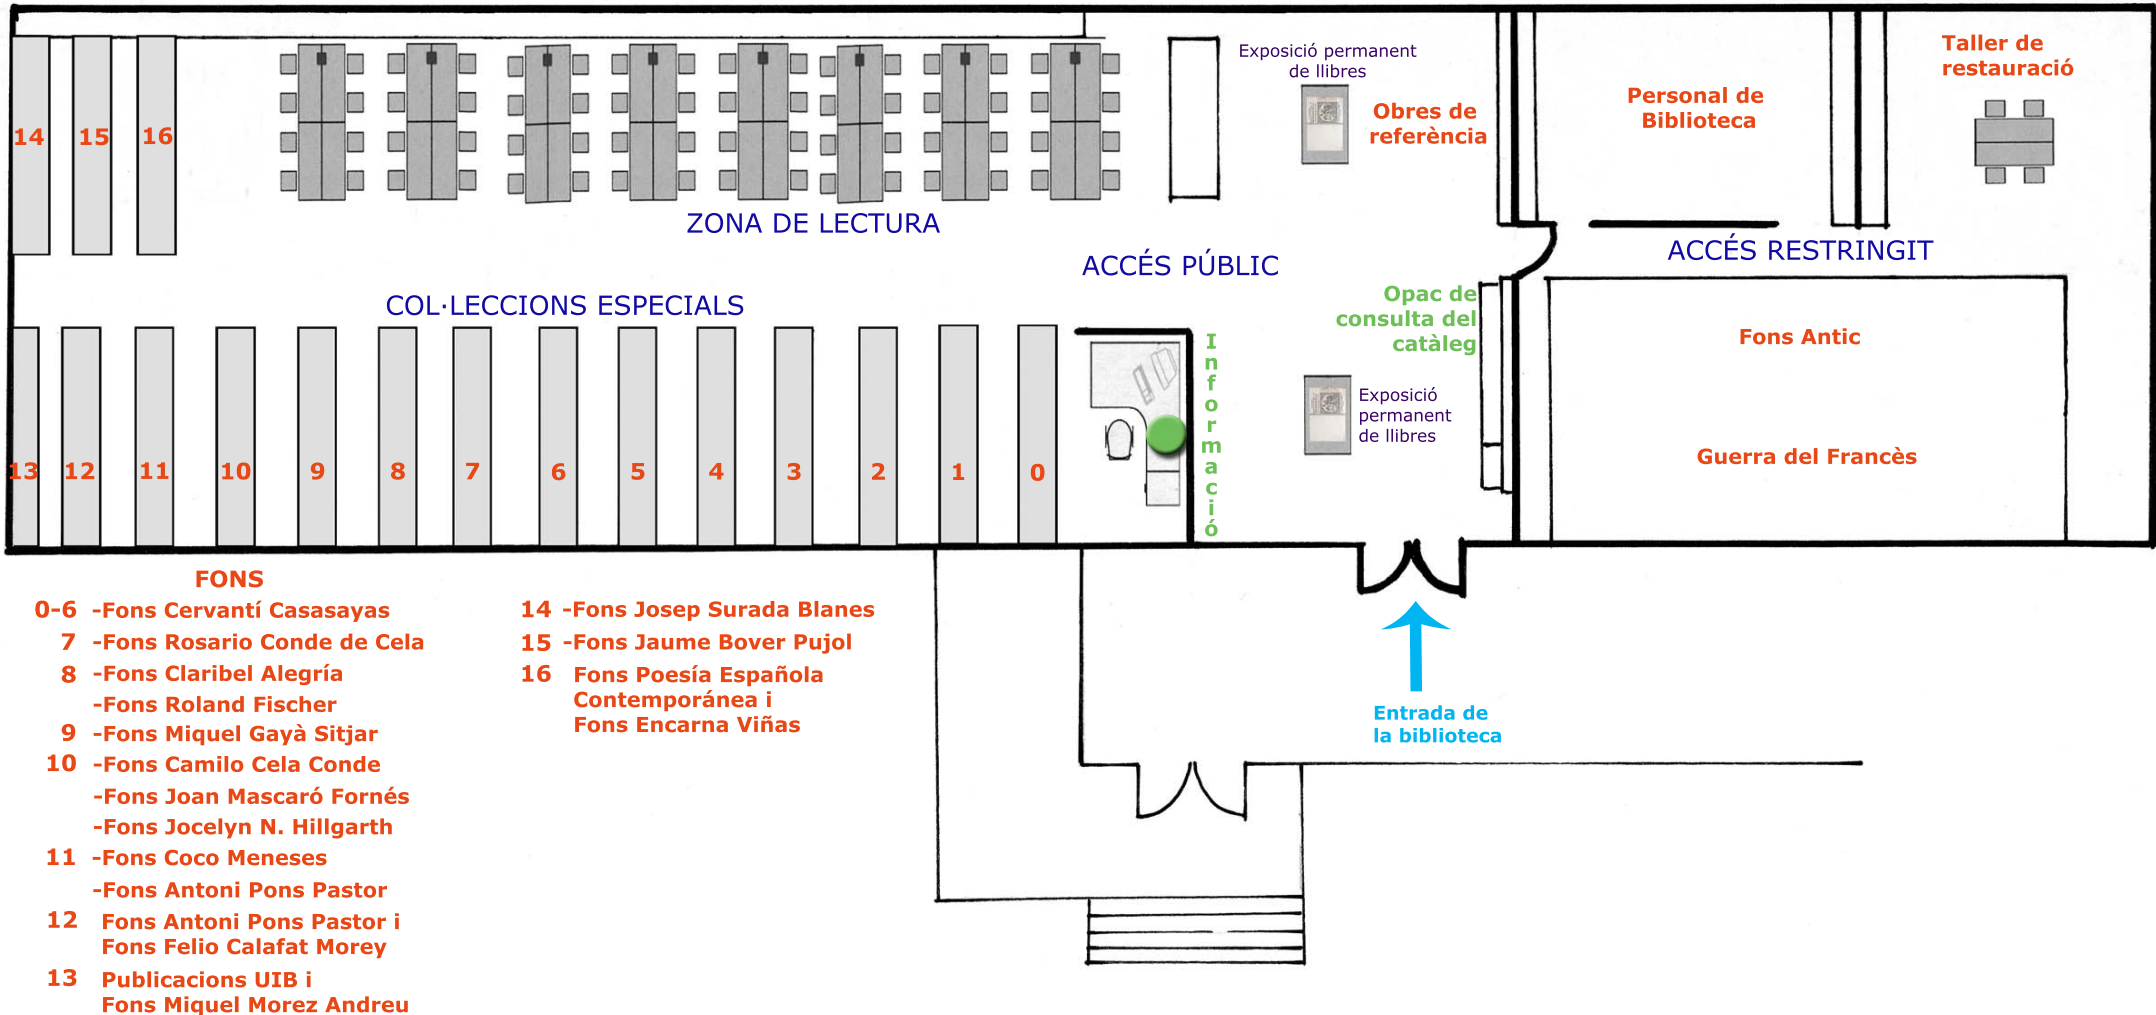 Exposició permanent
de llibres
Obres de
referència
Personal de
Biblioteca
Taller de
restauració
14
15
16
ZONA DE LECTURA
ACCÉS PÚBLIC
ACCÉS RESTRINGIT
COL·LECCIONS ESPECIALS
Opac de
consulta del
catàleg
Informació
Exposició
permanent
de llibres
Fons Antic
Guerra del Francès
13
12
11
10
9
8
7
6
5
4
3
2
1
0
FONS
0-6 -Fons Cervantí Casasayas
7 -Fons Rosario Conde de Cela
8 -Fons Claribel Alegría
-Fons Roland Fischer
9 -Fons Miquel Gayà Sitjar
10 -Fons Camilo Cela Conde
-Fons Joan Mascaró Fornés
-Fons Jocelyn N. Hillgarth
11 -Fons Coco Meneses
-Fons Antoni Pons Pastor
12 Fons Antoni Pons Pastor i
Fons Felio Calafat Morey
13 Publicacions UIB i
Fons Miquel Morez Andreu
14 -Fons Josep Surada Blanes
15 -Fons Jaume Bover Pujol
16 Fons Poesía Española
Contemporánea i
Fons Encarna Viñas
Entrada de
la biblioteca